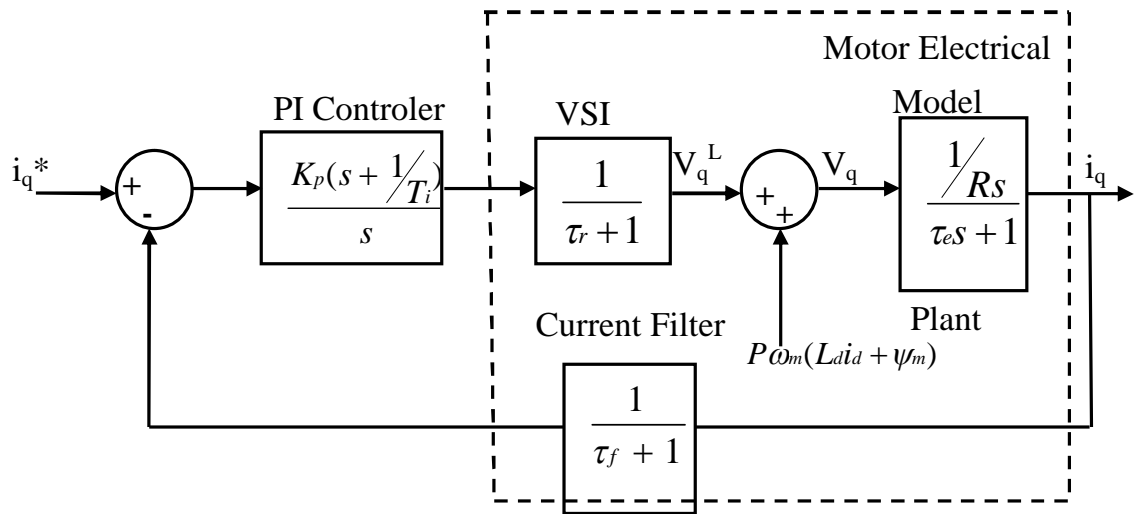 Motor Electrical
PI Controler
VSI
Model
i_q*
+
-
K_p(s + 1/T_i)
s
1
τ_r + 1
V_q^L
+
+
V_q
1/Rs
τ_e s + 1
i_q
Current Filter
Pω_m(L_d i_d + ψ_m)
Plant
1
τ_f + 1